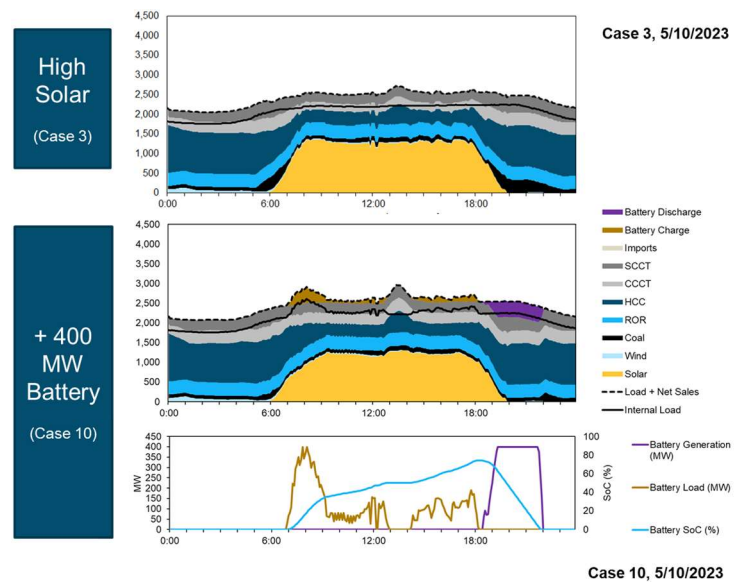 High
Solar
(Case 3)
4,500
4,000
3,500
3,000
2,500
2,000
1,500
1,000
500
0
0:00
6:00
12:00
18:00
Case 3, 5/10/2023
+ 400
MW
Battery
(Case 10)
4,500
4,000
3,500
3,000
2,500
2,000
1,500
1,000
500
0
0:00
6:00
12:00
18:00
Battery Discharge
Battery Charge
Imports
SCCT
CCCT
HCC
ROR
Coal
Wind
Solar
Load + Net Sales
Internal Load
MW
450
400
350
300
250
200
150
100
50
0
0:00
6:00
12:00
18:00
100
80
60
40
20
0
SoC (%)
Battery Generation
(MW)
Battery Load (MW)
Battery SoC (%)
Case 10, 5/10/2023